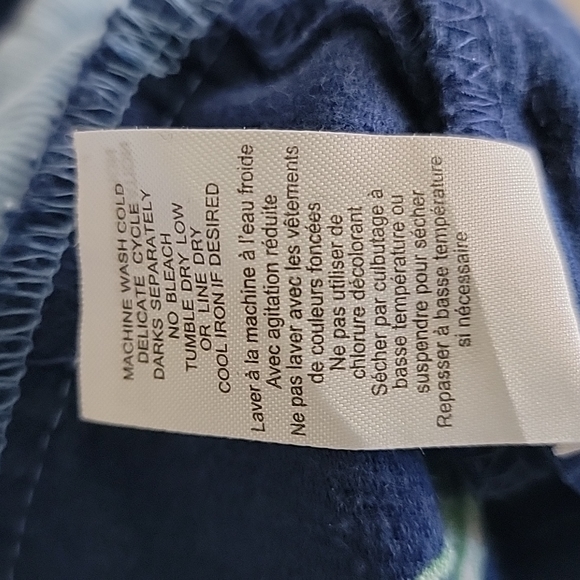 MACHINE WASH COLD
DELICATE CYCLE
DARKS SEPARATELY
NO BLEACH
TUMBLE DRY LOW
OR LINE DRY
COOL IRON IF DESIRED
Laver à la machine à l'eau froide
Avec agitation réduite
Ne pas laver avec les vêtements
de couleurs foncées
Ne pas utiliser de
chlorure décolorant
Sécher par culbutage à
basse température ou
suspendre pour sécher
Repasser à basse température
si nécessaire